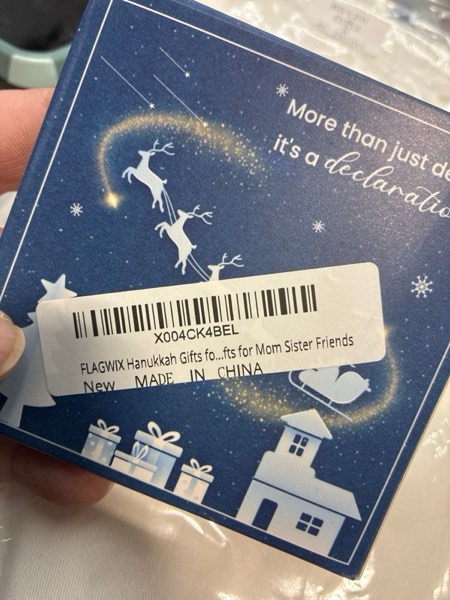 More than just
it's a declaratio
X004CK4BEL
FLAGWIX Hanukkah Gifts fo...fts for Mom Sister Friends
New MADE IN CHINA